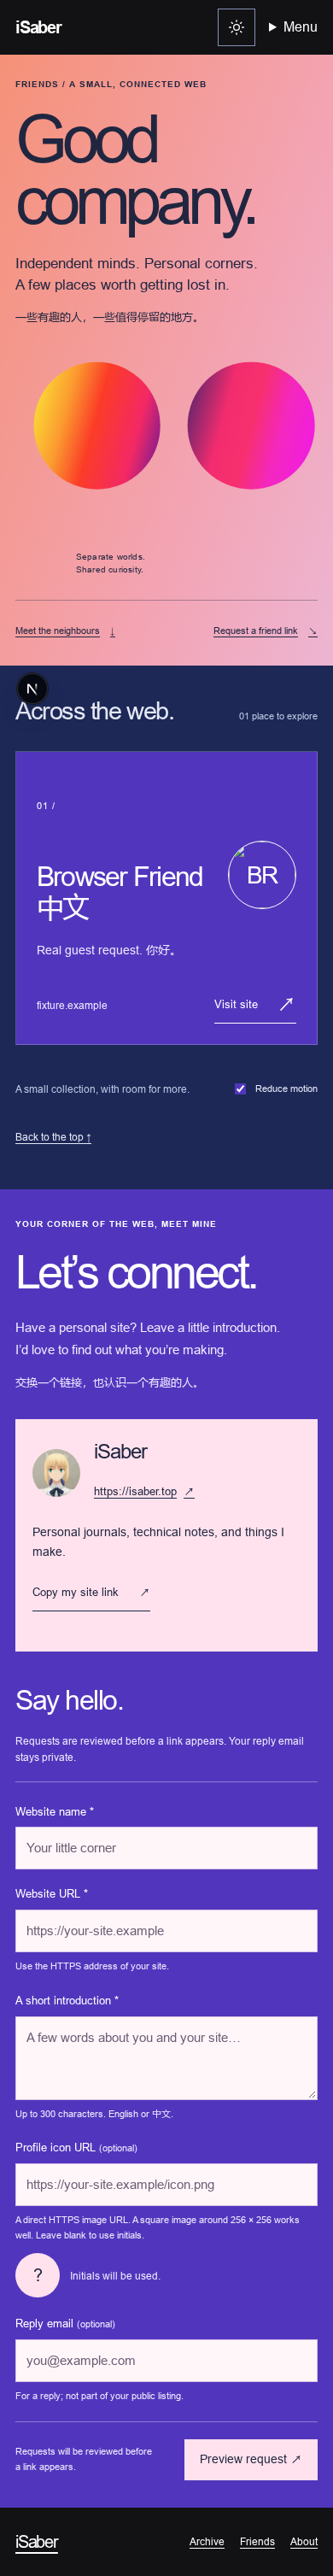 iSaber
Menu
FRIENDS / A SMALL, CONNECTED WEB
Good
company.
Independent minds. Personal corners.
A few places worth getting lost in.
一些有趣的人，一些值得停留的地方。
Separate worlds.
Shared curiosity.
Meet the neighbours ↓
Request a friend link ↘
N
Across the web.
01 place to explore
01 /
Browser Friend
中文
BR
Real guest request. 你好。
fixture.example
Visit site ↗
A small collection, with room for more.
Reduce motion
Back to the top ↑
YOUR CORNER OF THE WEB, MEET MINE
Let’s connect.
Have a personal site? Leave a little introduction.
I’d love to find out what you’re making.
交换一个链接，也认识一个有趣的人。
iSaber
https://isaber.top ↗
Personal journals, technical notes, and things I
make.
Copy my site link ↗
Say hello.
Requests are reviewed before a link appears. Your reply email
stays private.
Website name *
Your little corner
Website URL *
https://your-site.example
Use the HTTPS address of your site.
A short introduction *
A few words about you and your site…
Up to 300 characters. English or 中文.
Profile icon URL (optional)
https://your-site.example/icon.png
A direct HTTPS image URL. A square image around 256 × 256 works
well. Leave blank to use initials.
?
Initials will be used.
Reply email (optional)
you@example.com
For a reply; not part of your public listing.
Requests will be reviewed before
a link appears.
Preview request ↗
iSaber
Archive
Friends
About